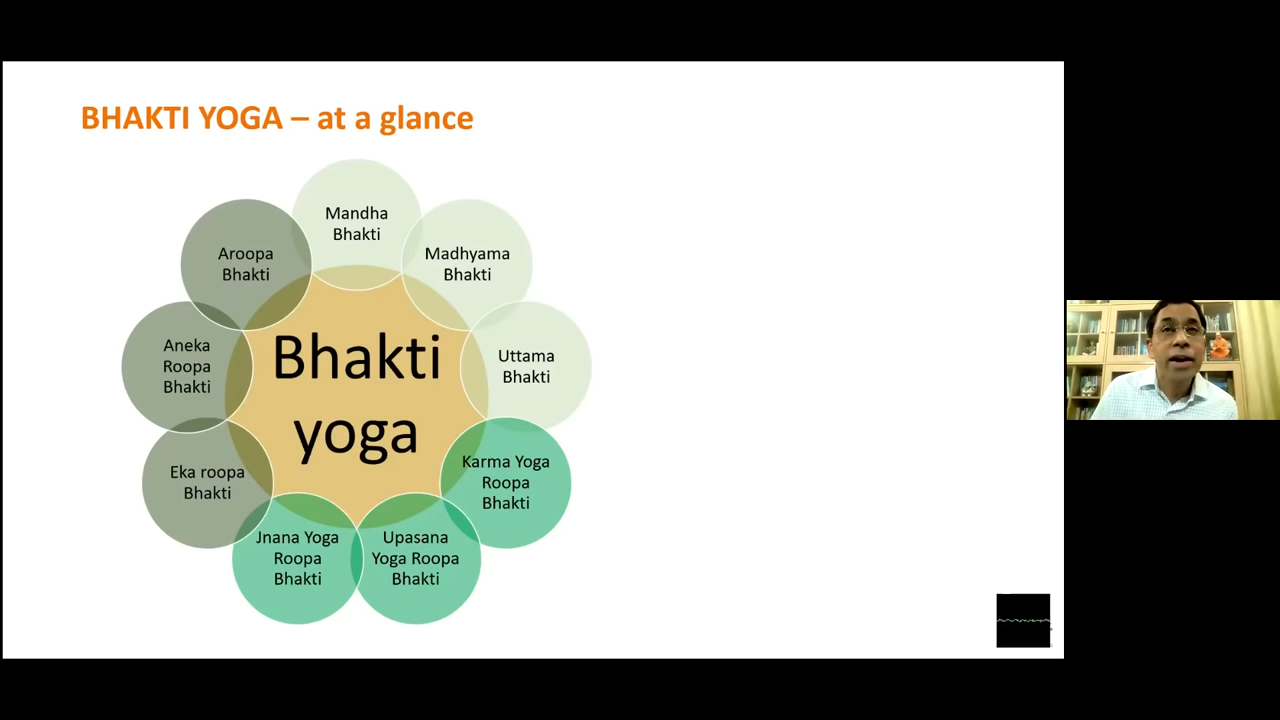 BHAKTI YOGA – at a glance
Mandha
Bhakti
Madhyama
Bhakti
Uttama
Bhakti
Karma Yoga
Roopa
Bhakti
Upasana
Yoga Roopa
Bhakti
Jnana Yoga
Roopa
Bhakti
Eka roopa
Bhakti
Aneka
Roopa
Bhakti
Aroopa
Bhakti
Bhakti
yoga